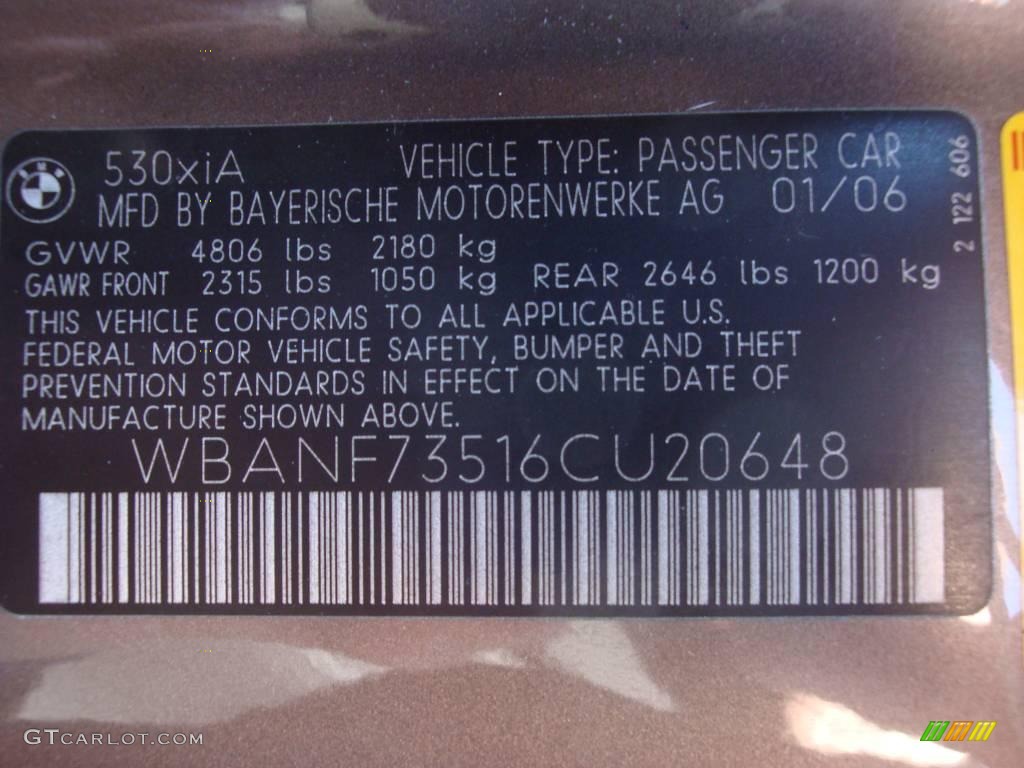 530xiA VEHICLE TYPE: PASSENGER CAR
MFD BY BAYERISCHE MOTORENWERKE AG 01/06
GVWR 4806 lbs 2180 kg
GAWR FRONT 2315 lbs 1050 kg REAR 2646 lbs 1200 kg
THIS VEHICLE CONFORMS TO ALL APPLICABLE U.S.
FEDERAL MOTOR VEHICLE SAFETY, BUMPER AND THEFT
PREVENTION STANDARDS IN EFFECT ON THE DATE OF
MANUFACTURE SHOWN ABOVE.
WBANF73516CU20648
2 122 606
GTCARLOT.COM